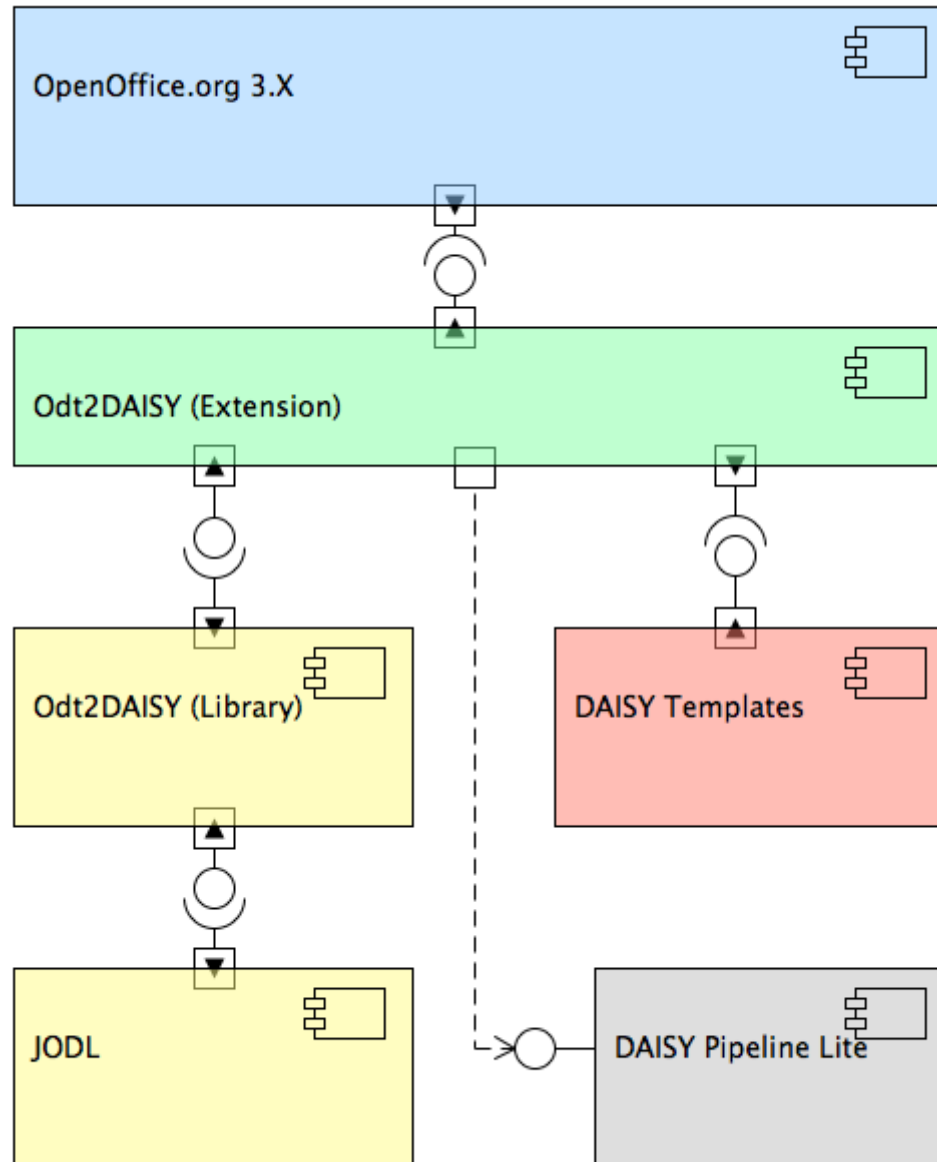 OpenOffice.org 3.X
Odt2DAISY (Extension)
Odt2DAISY (Library)
DAISY Templates
JODL
DAISY Pipeline Lite